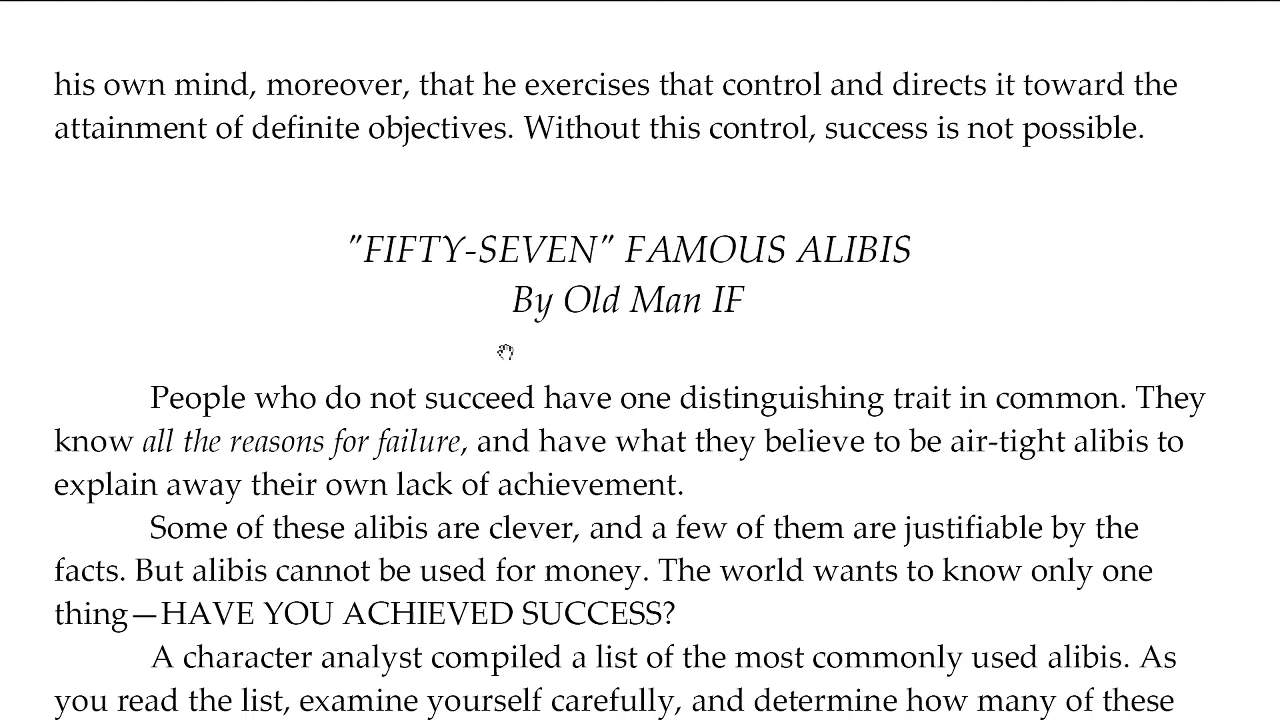 his own mind, moreover, that he exercises that control and directs it toward the
attainment of definite objectives. Without this control, success is not possible.
"FIFTY-SEVEN" FAMOUS ALIBIS
By Old Man IF
People who do not succeed have one distinguishing trait in common. They
know all the reasons for failure, and have what they believe to be air-tight alibis to
explain away their own lack of achievement.
Some of these alibis are clever, and a few of them are justifiable by the
facts. But alibis cannot be used for money. The world wants to know only one
thing—HAVE YOU ACHIEVED SUCCESS?
A character analyst compiled a list of the most commonly used alibis. As
you read the list, examine yourself carefully, and determine how many of these